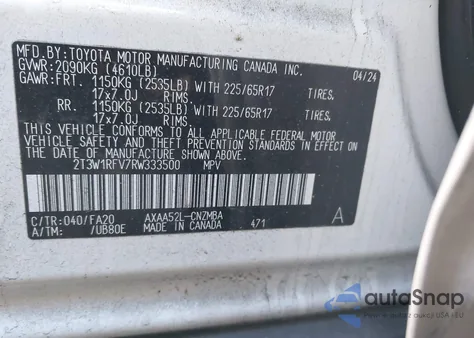 MFD.BY:TOYOTA MOTOR MANUFACTURING CANADA INC.
GVWR:2090KG (4610LB) 04/24
GAWR:FRT. 1150KG (2535LB) WITH 225/65R17 TIRES.
17x7.0J RIMS.
RR. 1150KG (2535LB) WITH 225/65R17 TIRES.
17x7.0J RIMS.
THIS VEHICLE CONFORMS TO ALL APPLICABLE FEDERAL MOTOR
VEHICLE SAFETY AND THEFT PREVENTION STANDARDS IN
EFFECT ON THE DATE OF MANUFACTURE SHOWN ABOVE.
2T3W1RFV7RW333500 MPV
C/TR:040/FA20 AXAA52L-CNZMBA A
A/TM: /UB80E MADE IN CANADA 471
autoSnap